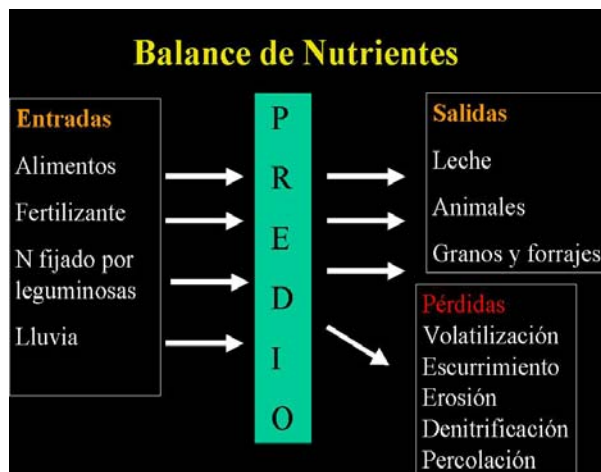 Balance de Nutrientes
Entradas
Alimentos
Fertilizante
N fijado por
leguminosas
Lluvia
P
R
E
D
I
O
Salidas
Leche
Animales
Granos y forrajes
Pérdidas
Volatilización
Escurrimiento
Erosión
Denitrificación
Percolación